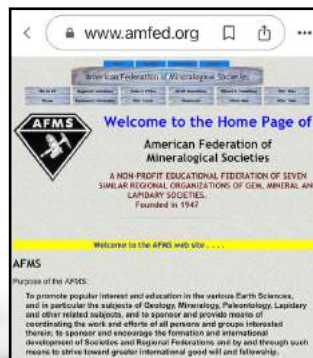 www.amfed.org
American Federation of Mineralogical Societies
AFMS
Welcome to the Home Page of
American Federation of
Mineralogical Societies
A NON-PROFIT EDUCATIONAL FEDERATION OF SEVEN
SIMILAR REGIONAL ORGANIZATIONS OF GEM, MINERAL AN
LAPIDARY SOCIETIES.
Founded in 1947
Welcome to the AFMS web site . . . .
AFMS
Purpose of the AFMS:
To promote popular interest and education in the various Earth Sciences,
and in particular the subjects of Geology, Mineralogy, Paleontology, Lapidary
and other related subjects, and to sponsor and provide means of
coordinating the work and efforts of all persons and groups interested
therein; to sponsor and encourage the formation and international
development of Societies and Regional Federations and by and through such
means to strive toward greater international good will and fellowship.